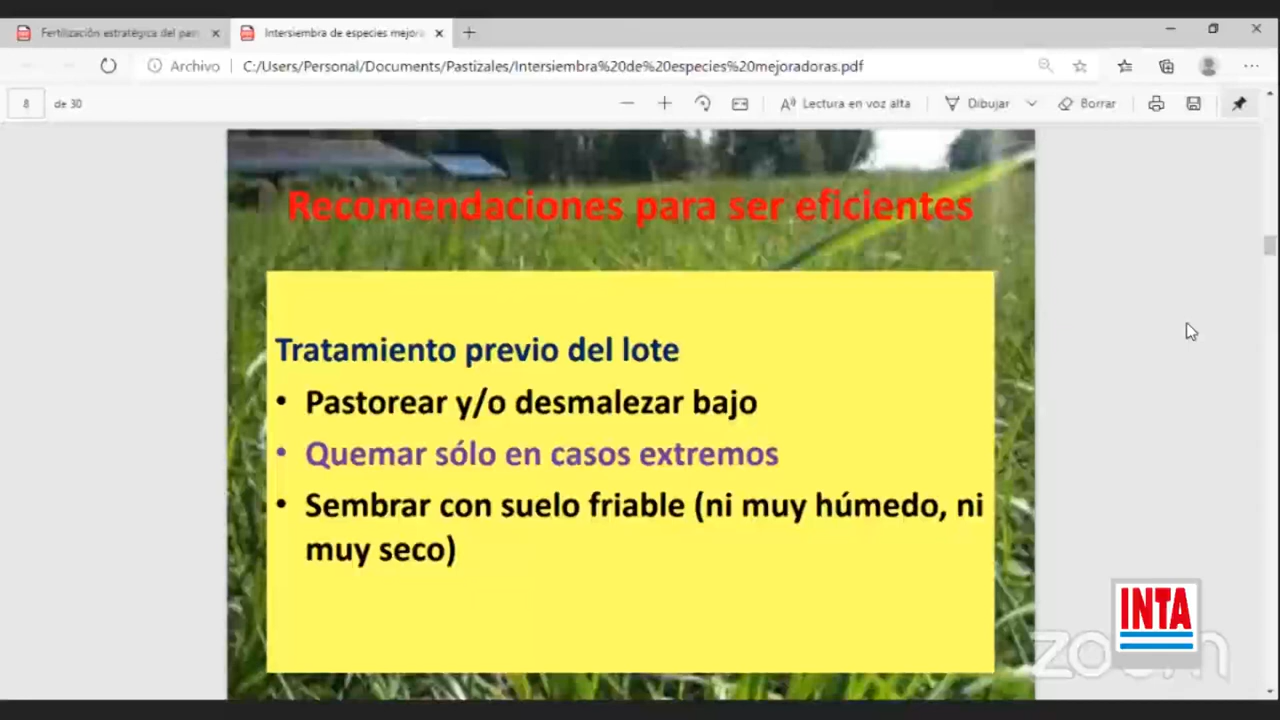 Fertilización estratégica del pas
Intersiembra de especies mejora
Archivo
C:/Users/Personal/Documents/Pastizales/Intersiembra%20de%20especies%20mejoradoras.pdf
8 de 30
Lectura en voz alta
Dibujar
Borrar
Recomendaciones para ser eficientes
Tratamiento previo del lote
• Pastorear y/o desmalezar bajo
• Quemar sólo en casos extremos
• Sembrar con suelo friable (ni muy húmedo, ni
muy seco)
INTA
zoom